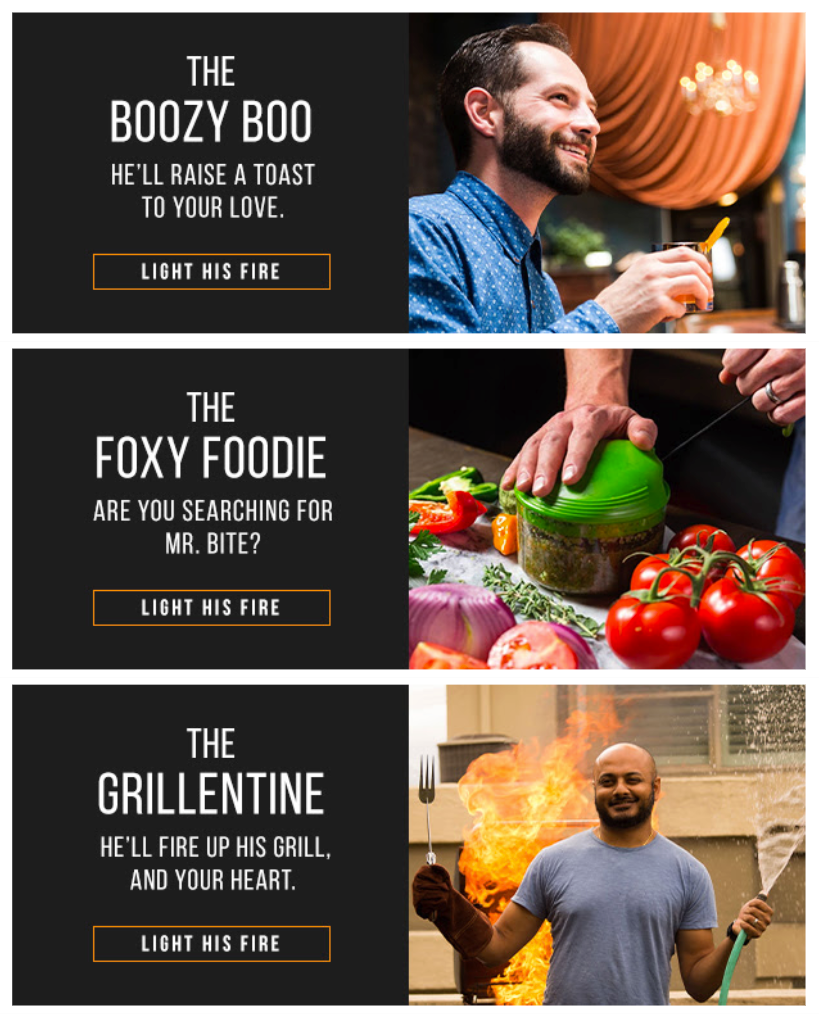 THE
BOOZY BOO
HE'LL RAISE A TOAST
TO YOUR LOVE.
LIGHT HIS FIRE
THE
FOXY FOODIE
ARE YOU SEARCHING FOR
MR. BITE?
LIGHT HIS FIRE
THE
GRILLENTINE
HE'LL FIRE UP HIS GRILL,
AND YOUR HEART.
LIGHT HIS FIRE